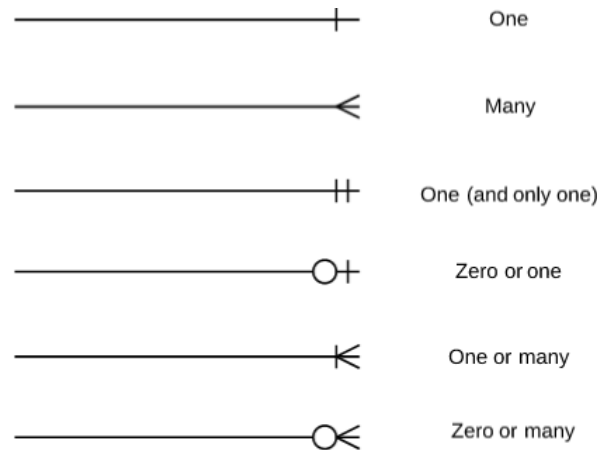 One
Many
One (and only one)
Zero or one
One or many
Zero or many